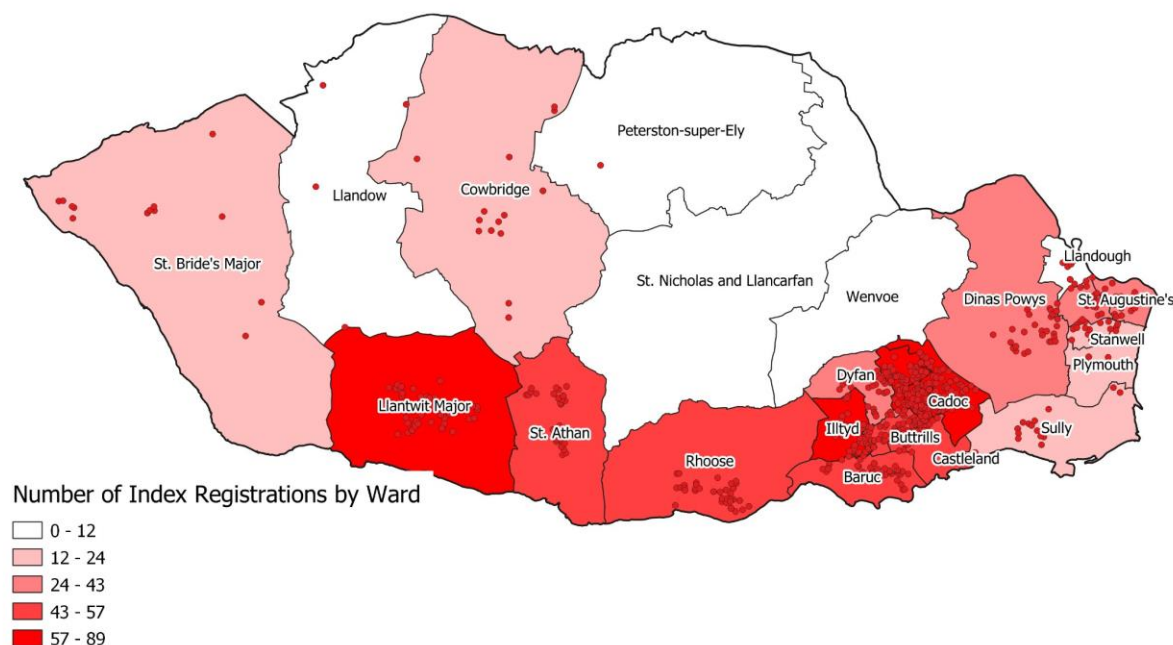 Peterston-super-Ely
Llandow
Cowbridge
St. Bride's Major
St. Nicholas and Llancarfan
Wenvoe
Llandough
Dinas Powys
St. Augustine's
Stanwell
Plymouth
Dyfan
Cadoc
Llantwit Major
Illtyd
St. Athan
Buttrills
Sully
Castleland
Rhoose
Baruc
Number of Index Registrations by Ward
0 - 12
12 - 24
24 - 43
43 - 57
57 - 89